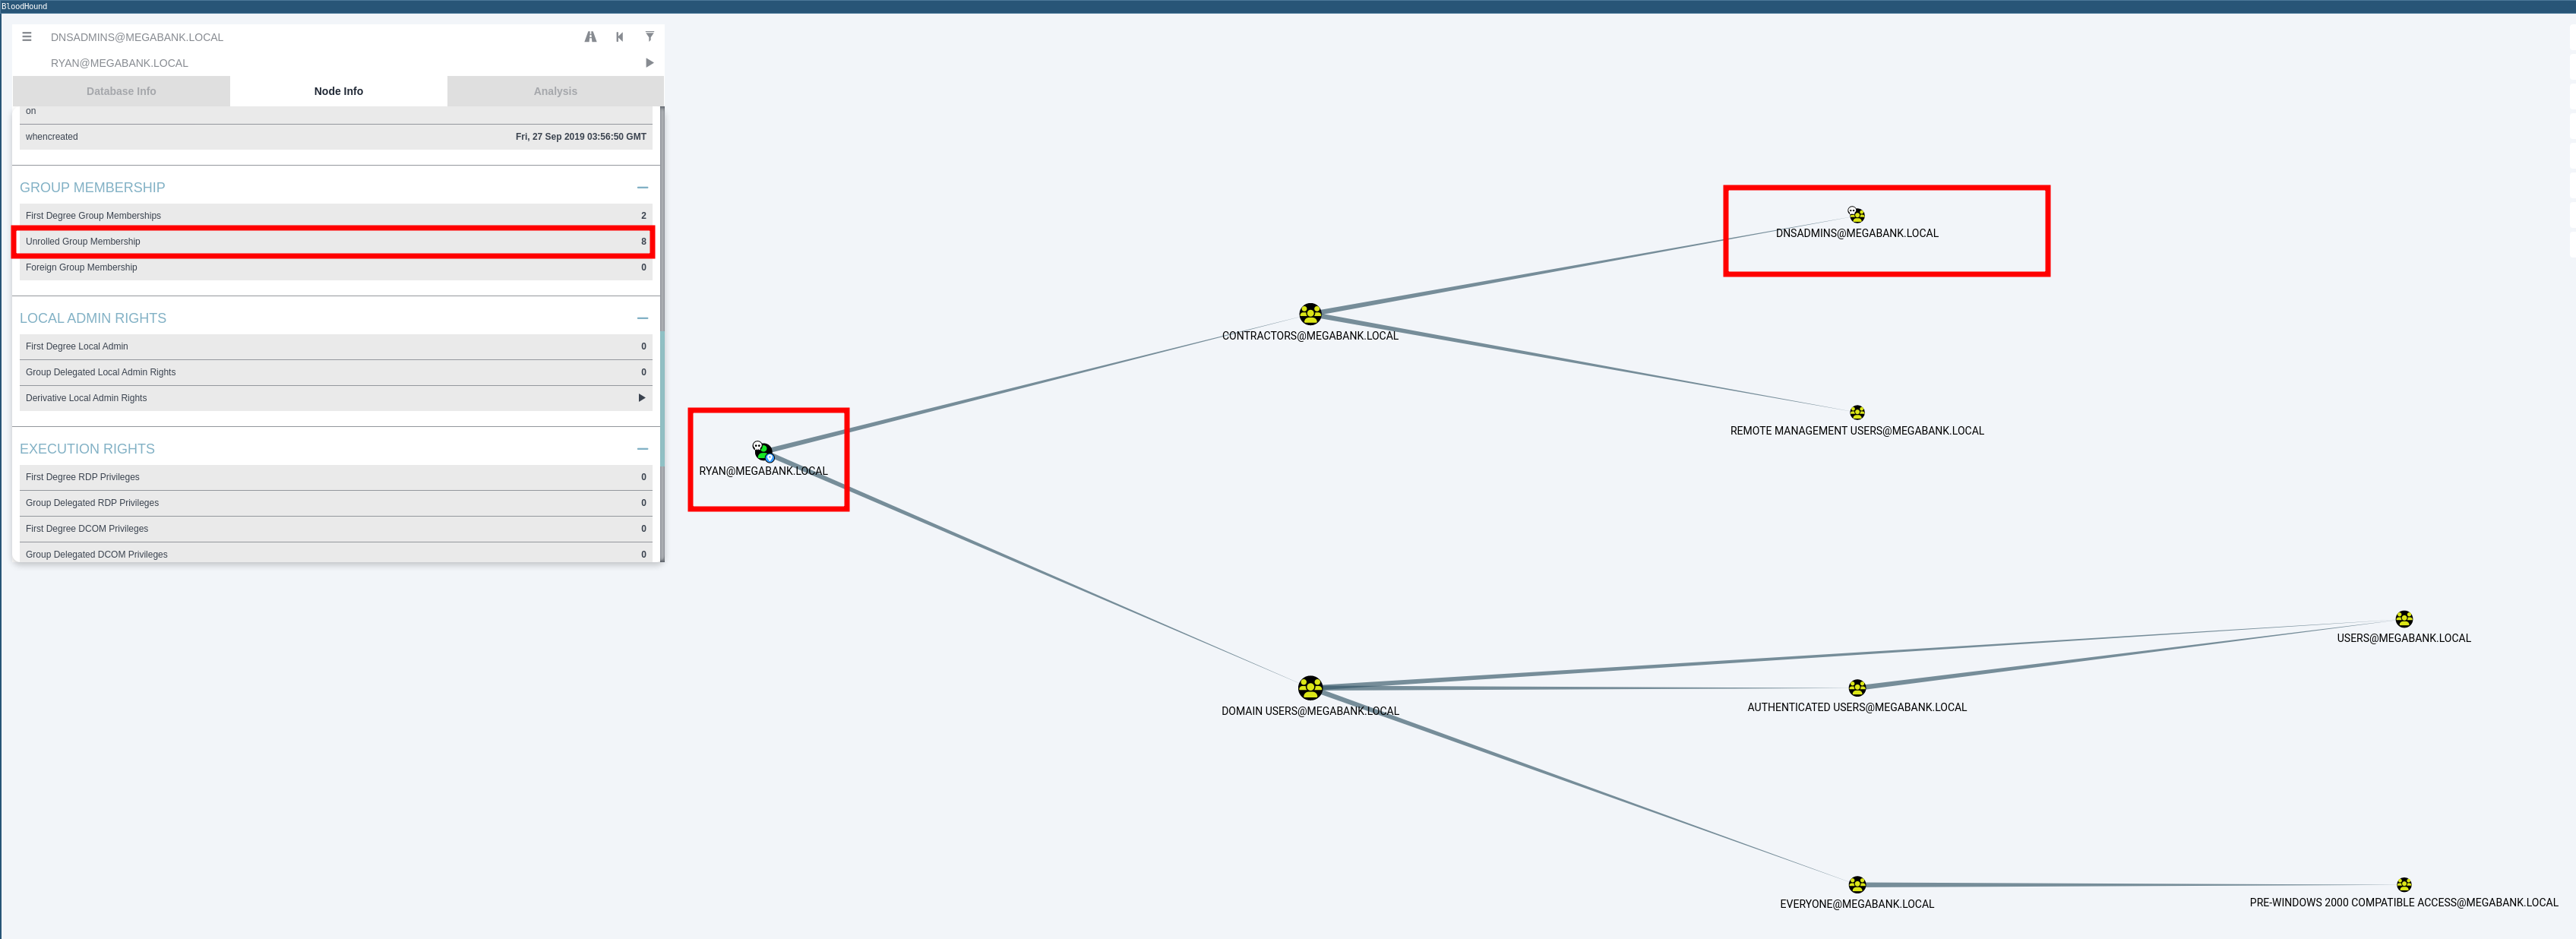 BloodHound
DNSADMINS@MEGABANK.LOCAL
RYAN@MEGABANK.LOCAL
Database Info
Node Info
Analysis
on
whencreated Fri, 27 Sep 2019 03:56:50 GMT
GROUP MEMBERSHIP
First Degree Group Memberships 2
Unrolled Group Membership 8
Foreign Group Membership 0
LOCAL ADMIN RIGHTS
First Degree Local Admin 0
Group Delegated Local Admin Rights 0
Derivative Local Admin Rights
EXECUTION RIGHTS
First Degree RDP Privileges 0
Group Delegated RDP Privileges 0
First Degree DCOM Privileges 0
Group Delegated DCOM Privileges 0
DNSADMINS@MEGABANK.LOCAL
CONTRACTORS@MEGABANK.LOCAL
REMOTE MANAGEMENT USERS@MEGABANK.LOCAL
RYAN@MEGABANK.LOCAL
USERS@MEGABANK.LOCAL
DOMAIN USERS@MEGABANK.LOCAL
AUTHENTICATED USERS@MEGABANK.LOCAL
EVERYONE@MEGABANK.LOCAL
PRE-WINDOWS 2000 COMPATIBLE ACCESS@MEGABANK.LOCAL